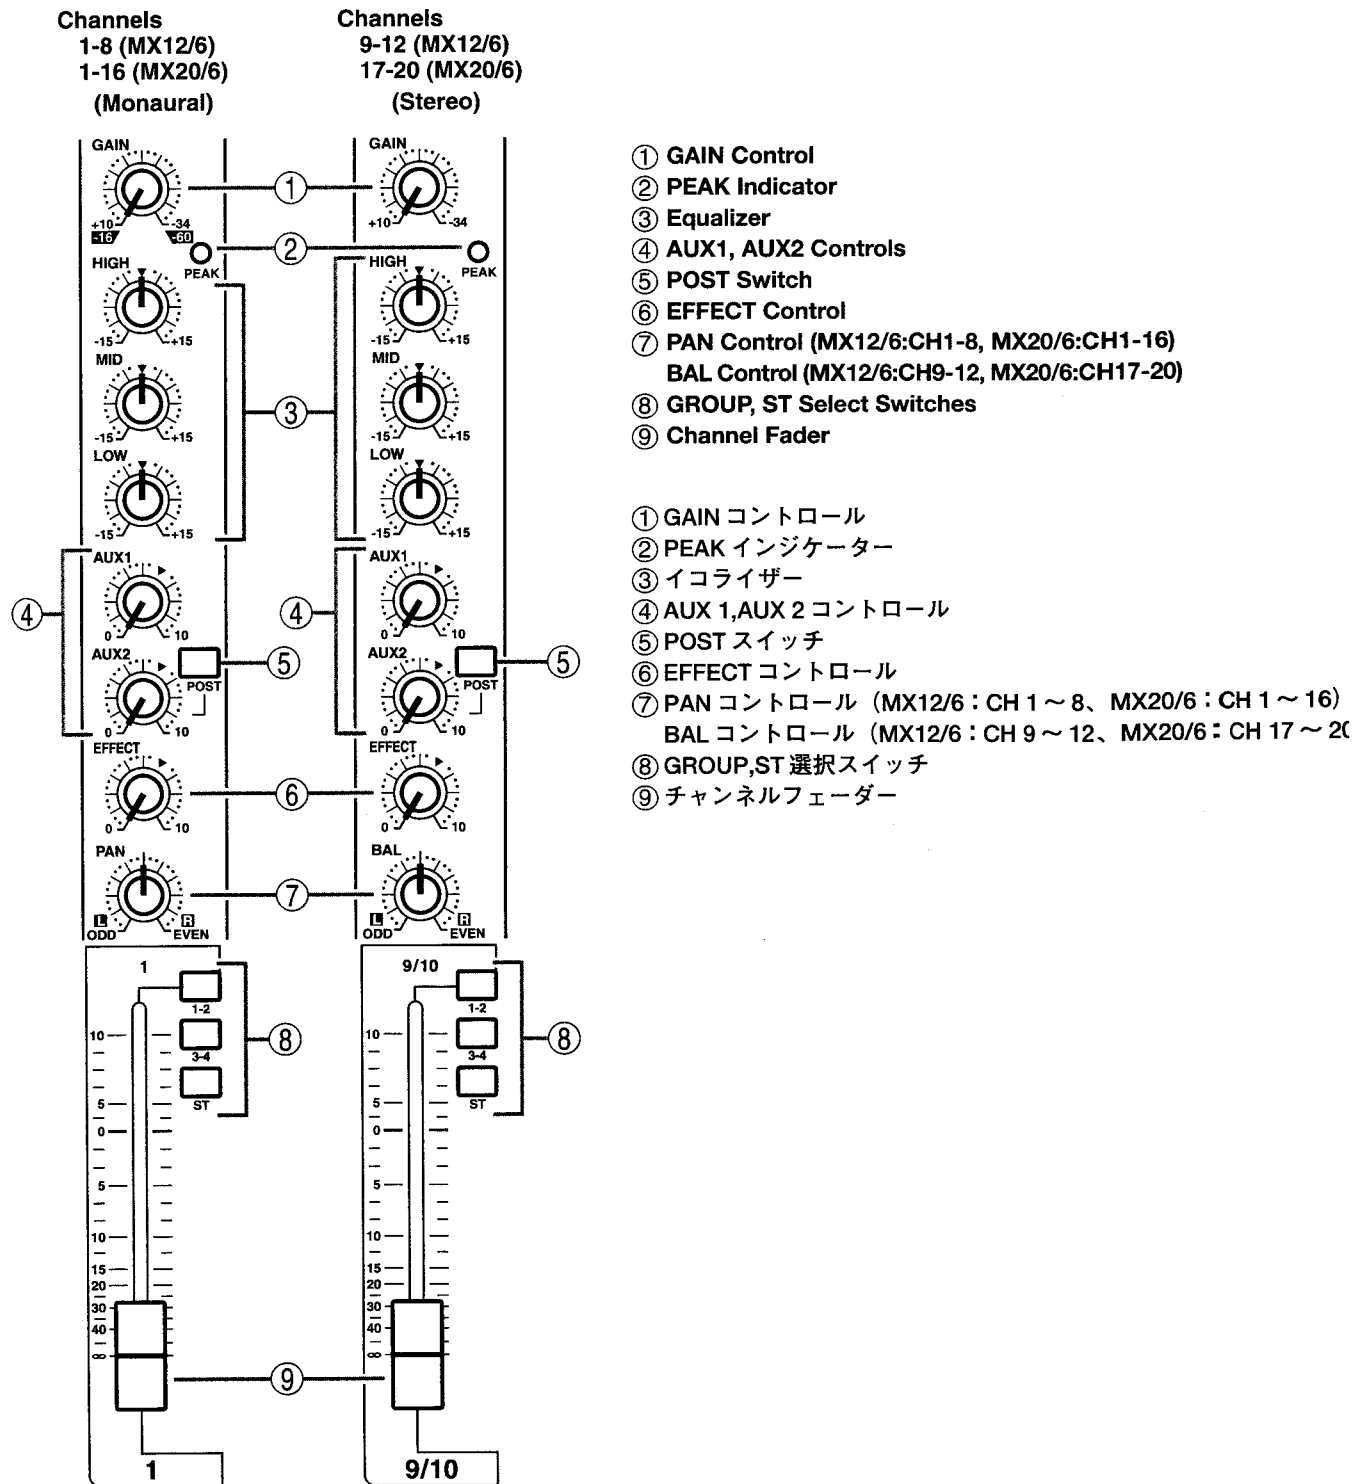 Channels
1-8 (MX12/6)
1-16 (MX20/6)
(Monaural)
Channels
9-12 (MX12/6)
17-20 (MX20/6)
(Stereo)
GAIN
+10 -34
-16 -60
PEAK
HIGH
-15 +15
MID
-15 +15
LOW
-15 +15
AUX1
0 10
AUX2
POST
0 10
EFFECT
0 10
PAN
L R
ODD EVEN
1
1-2
3-4
ST
10
5
0
5
10
15
20
30
40
∞
1
GAIN
+10 -34
PEAK
HIGH
-15 +15
MID
-15 +15
LOW
-15 +15
AUX1
0 10
AUX2
POST
0 10
EFFECT
0 10
BAL
L R
ODD EVEN
9/10
1-2
3-4
ST
10
5
0
5
10
15
20
30
40
∞
9/10
①
②
③
④
④
⑤
⑤
⑥
⑦
⑧
⑧
⑨
① GAIN Control
② PEAK Indicator
③ Equalizer
④ AUX1, AUX2 Controls
⑤ POST Switch
⑥ EFFECT Control
⑦ PAN Control (MX12/6:CH1-8, MX20/6:CH1-16)
BAL Control (MX12/6:CH9-12, MX20/6:CH17-20)
⑧ GROUP, ST Select Switches
⑨ Channel Fader
① GAIN コントロール
② PEAK インジケーター
③ イコライザー
④ AUX 1,AUX 2 コントロール
⑤ POST スイッチ
⑥ EFFECT コントロール
⑦ PAN コントロール（MX12/6：CH 1 ～ 8、MX20/6：CH 1 ～ 16）
BAL コントロール（MX12/6：CH 9 ～ 12、MX20/6：CH 17 ～ 20
⑧ GROUP,ST 選択スイッチ
⑨ チャンネルフェーダー